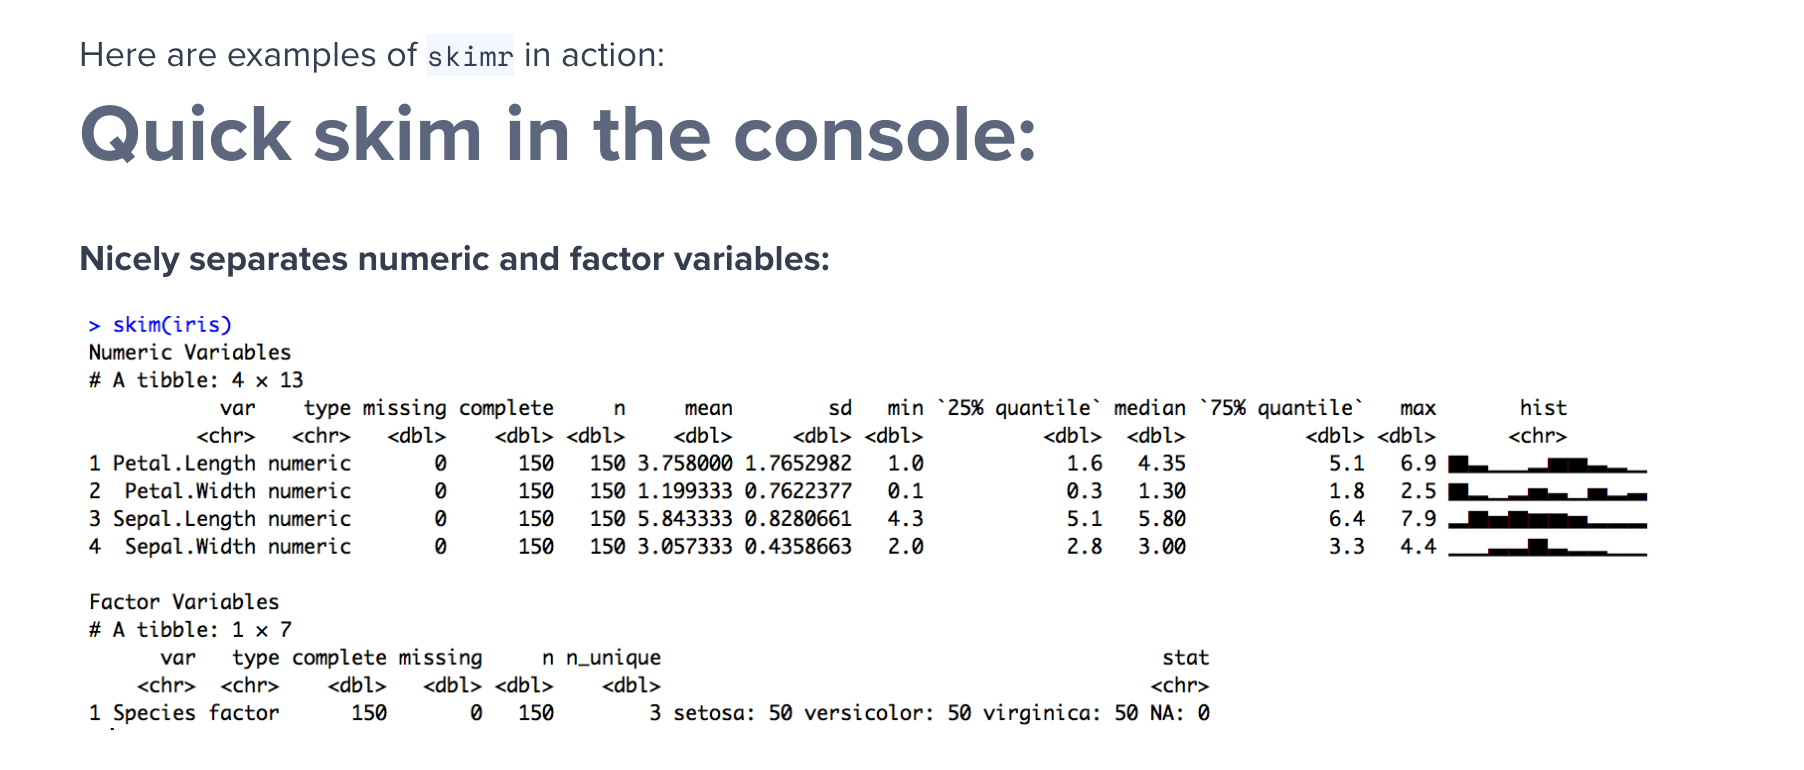 Here are examples of skimr in action:
Quick skim in the console:
Nicely separates numeric and factor variables:
> skim(iris)
Numeric Variables
# A tibble: 4 × 13
var type missing complete n mean sd min `25% quantile` median `75% quantile` max hist
<chr> <chr> <dbl> <dbl> <dbl> <dbl> <dbl> <dbl> <dbl> <dbl> <dbl> <dbl> <chr>
1 Petal.Length numeric 0 150 150 3.758000 1.7652982 1.0 1.6 4.35 5.1 6.9
2 Petal.Width numeric 0 150 150 1.199333 0.7622377 0.1 0.3 1.30 1.8 2.5
3 Sepal.Length numeric 0 150 150 5.843333 0.8280661 4.3 5.1 5.80 6.4 7.9
4 Sepal.Width numeric 0 150 150 3.057333 0.4358663 2.0 2.8 3.00 3.3 4.4
Factor Variables
# A tibble: 1 × 7
var type complete missing n n_unique stat
<chr> <chr> <dbl> <dbl> <dbl> <dbl> <chr>
1 Species factor 150 0 150 3 setosa: 50 versicolor: 50 virginica: 50 NA: 0